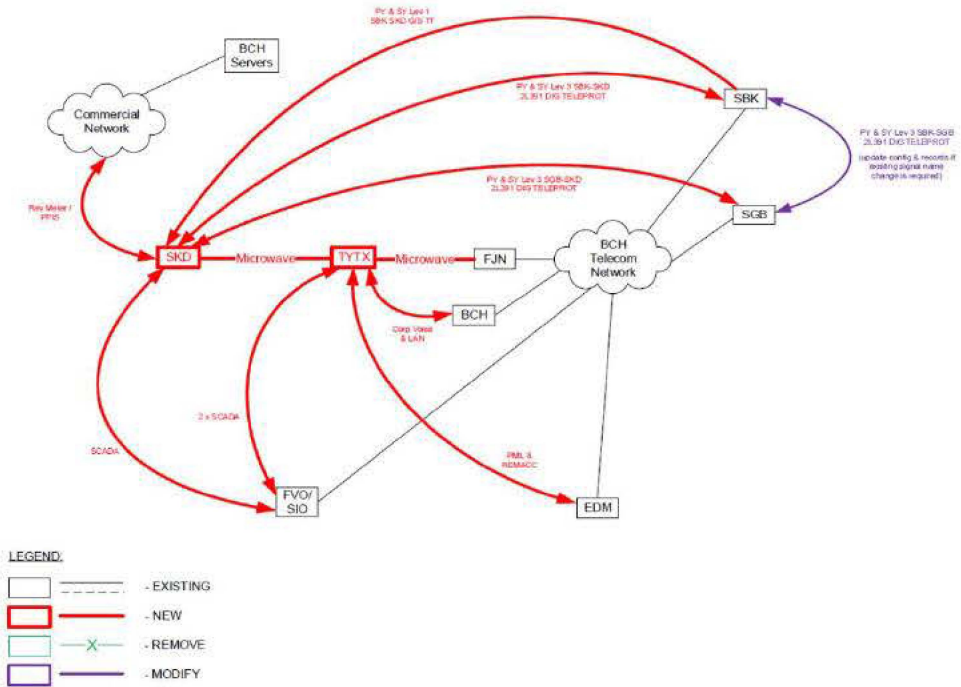 PY & SY Lev 1
SBK-SKD GIS TT
BCH
Servers
Commercial
Network
PY & SY Lev 3 SBK-SKD
2L391 DIG TELEPROT
SBK
PY & SY Lev 3 SBK-SGB
2L391 DIG TELEPROT
(update config & records if
existing signal name
change is required)
PY & SY Lev 3 SGB-SKD
2L391 DIG TELEPROT
SGB
Rev Meter /
SKD
Microwave
TYTX
Microwave
FJN
BCH
Telecom
Network
BCH
Corp Voice
& LAN
2 x SCADA
SCADA
PML &
FVO/
SIO
EDM
LEGEND:
- EXISTING
- NEW
X
- REMOVE
- MODIFY